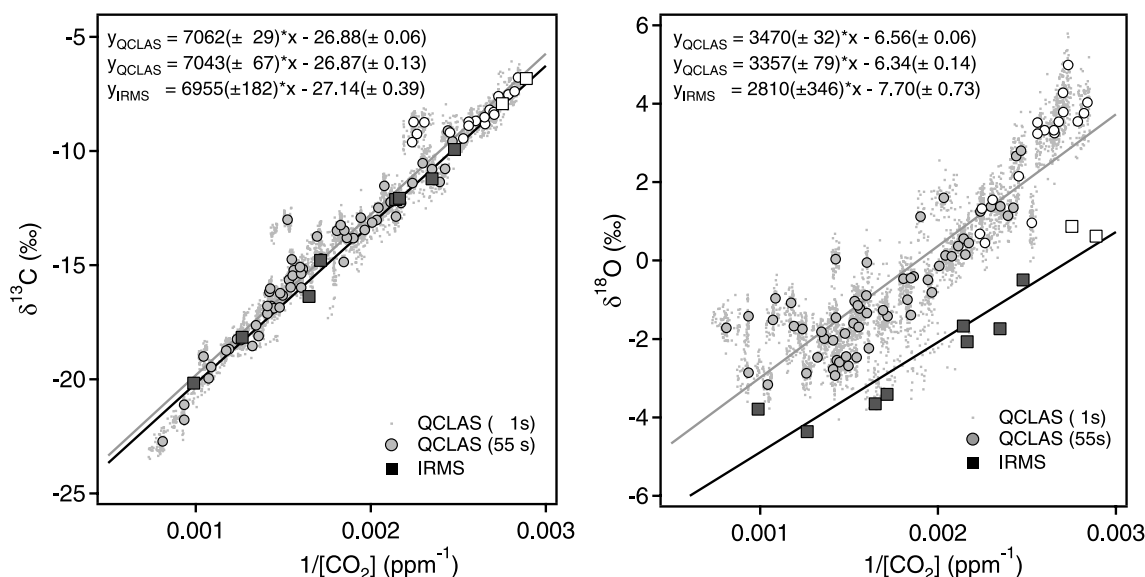 y_QCLAS = 7062(± 29)*x - 26.88(± 0.06)
y_QCLAS = 7043(± 67)*x - 26.87(± 0.13)
y_IRMS = 6955(±182)*x - 27.14(± 0.39)
-5
-10
-15
-20
-25
δ¹³C (‰)
QCLAS ( 1s)
QCLAS (55 s)
IRMS
0.001
0.002
0.003
1/[CO₂] (ppm⁻¹)
y_QCLAS = 3470(± 32)*x - 6.56(± 0.06)
y_QCLAS = 3357(± 79)*x - 6.34(± 0.14)
y_IRMS = 2810(±346)*x - 7.70(± 0.73)
6
4
2
0
-2
-4
-6
δ¹⁸O (‰)
QCLAS ( 1s)
QCLAS (55s)
IRMS
0.001
0.002
0.003
1/[CO₂] (ppm⁻¹)